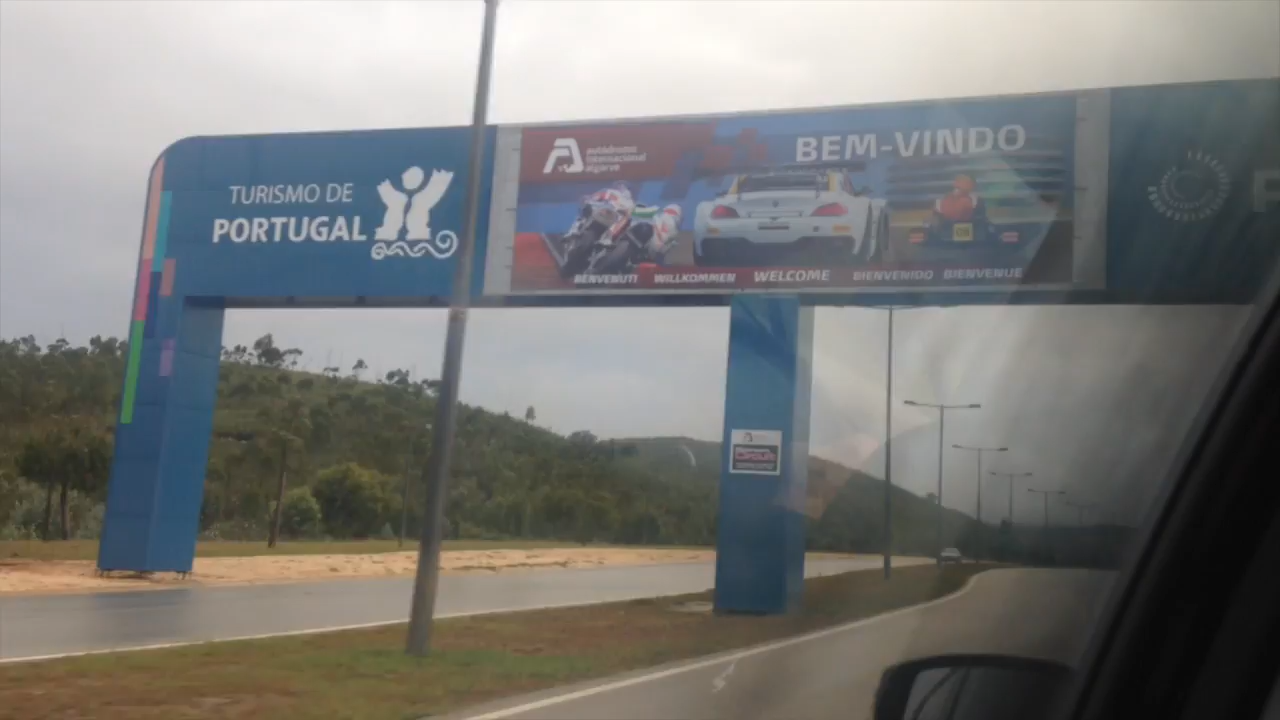 TURISMO DE
PORTUGAL
autódromo
internacional
algarve
BEM-VINDO
BENVENUTI WILLKOMMEN WELCOME BIENVENIDO BIENVENUE